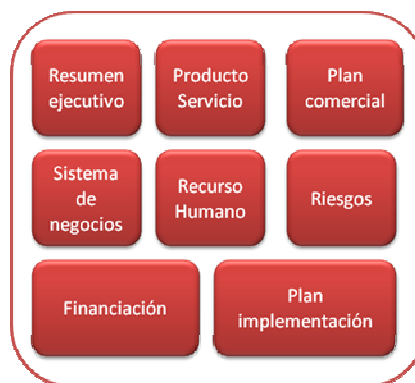 Resumen
ejecutivo
Producto
Servicio
Plan
comercial
Sistema
de
negocios
Recurso
Humano
Riesgos
Financiación
Plan
implementación